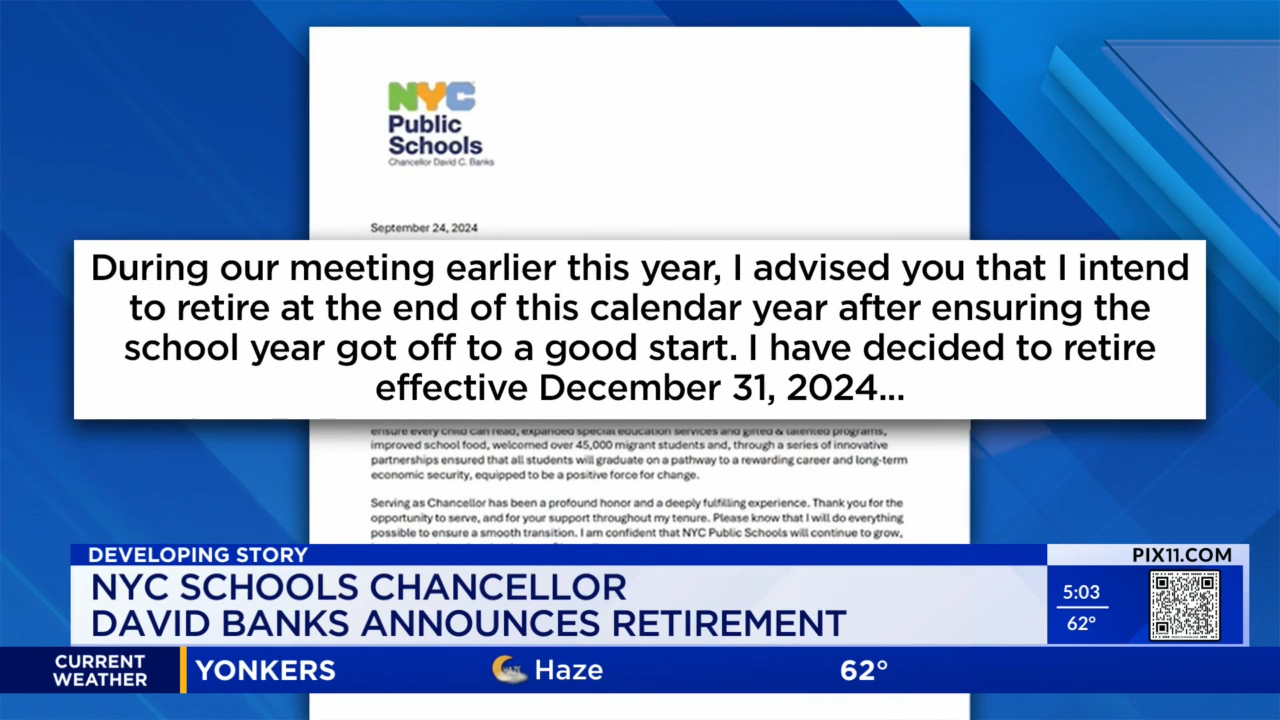 NYC
Public
Schools
Chancellor David C. Banks
September 24, 2024
During our meeting earlier this year, I advised you that I intend
to retire at the end of this calendar year after ensuring the
school year got off to a good start. I have decided to retire
effective December 31, 2024...
ensure every child can read, expanded special education services and gifted & talented programs,
improved school food, welcomed over 45,000 migrant students and, through a series of innovative
partnerships ensured that all students will graduate on a pathway to a rewarding career and long-term
economic security, equipped to be a positive force for change.
Serving as Chancellor has been a profound honor and a deeply fulfilling experience. Thank you for the
opportunity to serve, and for your support throughout my tenure. Please know that I will do everything
possible to ensure a smooth transition. I am confident that NYC Public Schools will continue to grow,
DEVELOPING STORY
PIX11.COM
NYC SCHOOLS CHANCELLOR
DAVID BANKS ANNOUNCES RETIREMENT
5:03
62°
CURRENT
WEATHER
YONKERS
HAZE
Haze
62°